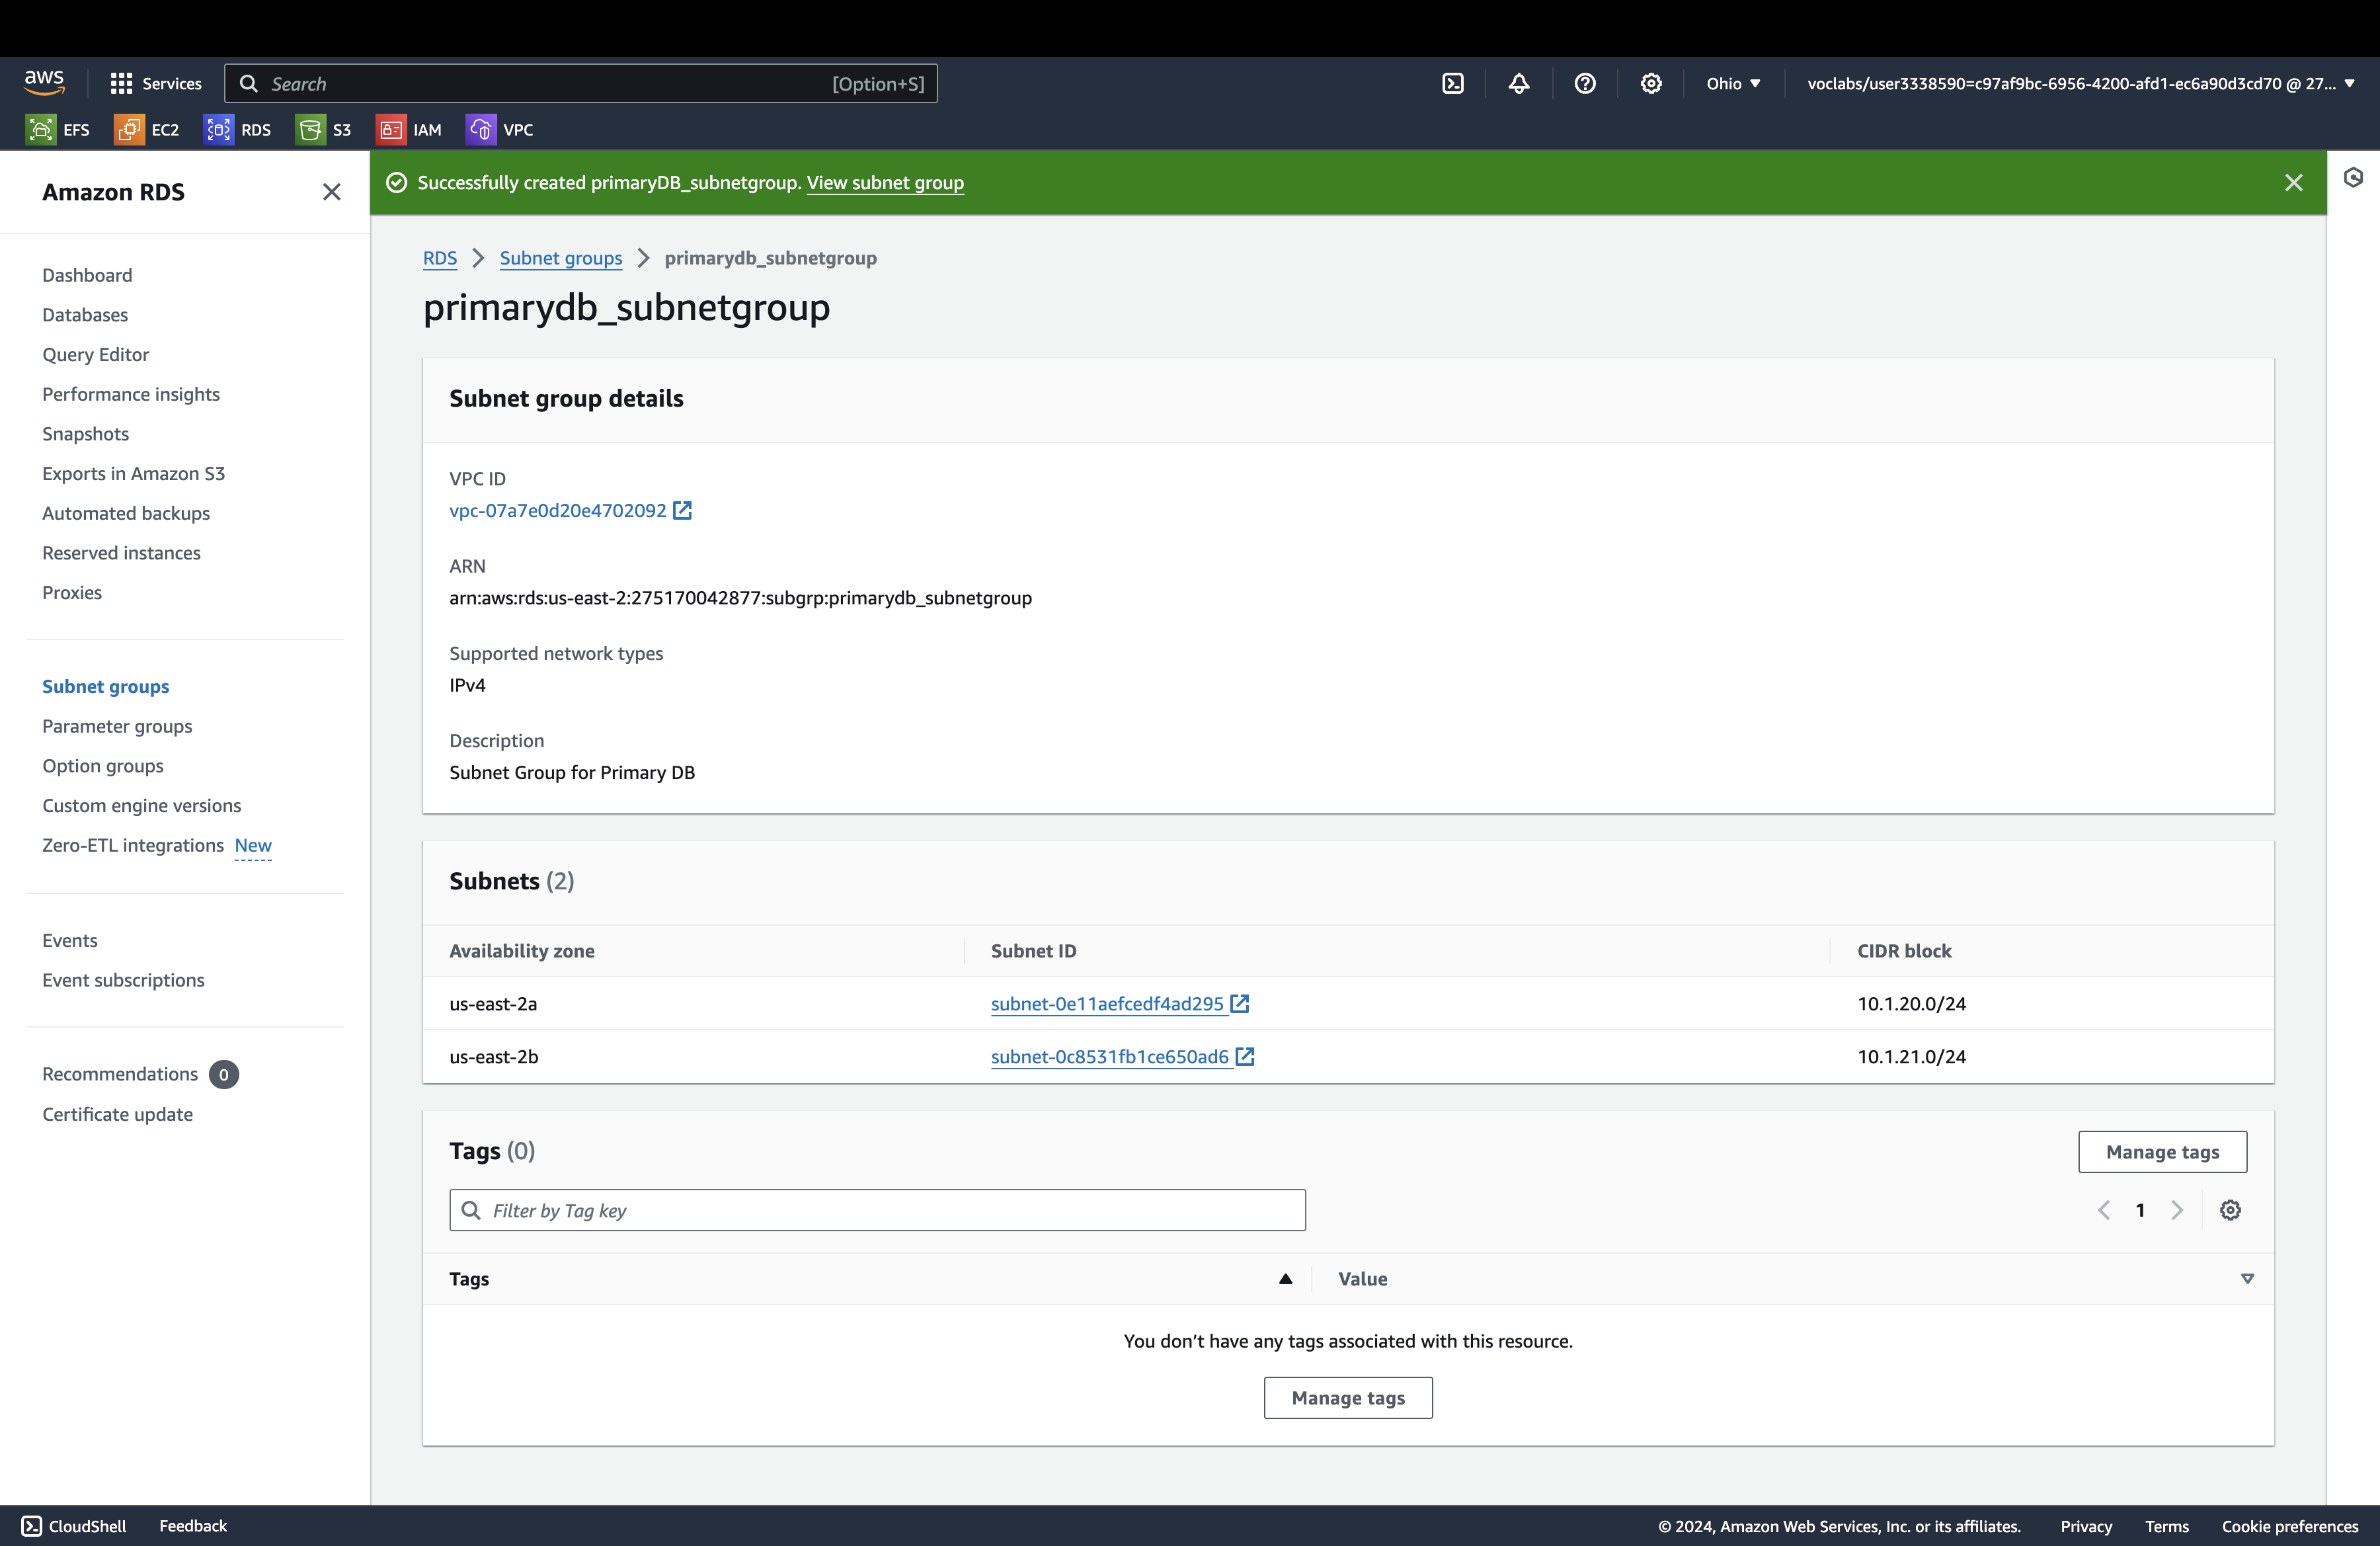 aws
Services
Search
[Option+S]
Ohio
voclabs/user3338590=c97af9bc-6956-4200-afd1-ec6a90d3cd70 @ 27...
EFS
EC2
RDS
S3
IAM
VPC
Amazon RDS
Dashboard
Databases
Query Editor
Performance insights
Snapshots
Exports in Amazon S3
Automated backups
Reserved instances
Proxies
Subnet groups
Parameter groups
Option groups
Custom engine versions
Zero-ETL integrations New
Events
Event subscriptions
Recommendations 0
Certificate update
Successfully created primaryDB_subnetgroup. View subnet group
RDS > Subnet groups > primarydb_subnetgroup
primarydb_subnetgroup
Subnet group details
VPC ID
vpc-07a7e0d20e4702092
ARN
arn:aws:rds:us-east-2:275170042877:subgrp:primarydb_subnetgroup
Supported network types
IPv4
Description
Subnet Group for Primary DB
Subnets (2)
Availability zone Subnet ID CIDR block
us-east-2a subnet-0e11aefcedf4ad295 10.1.20.0/24
us-east-2b subnet-0c8531fb1ce650ad6 10.1.21.0/24
Tags (0)
Manage tags
Filter by Tag key
1
Tags Value
You don't have any tags associated with this resource.
Manage tags
CloudShell Feedback © 2024, Amazon Web Services, Inc. or its affiliates. Privacy Terms Cookie preferences